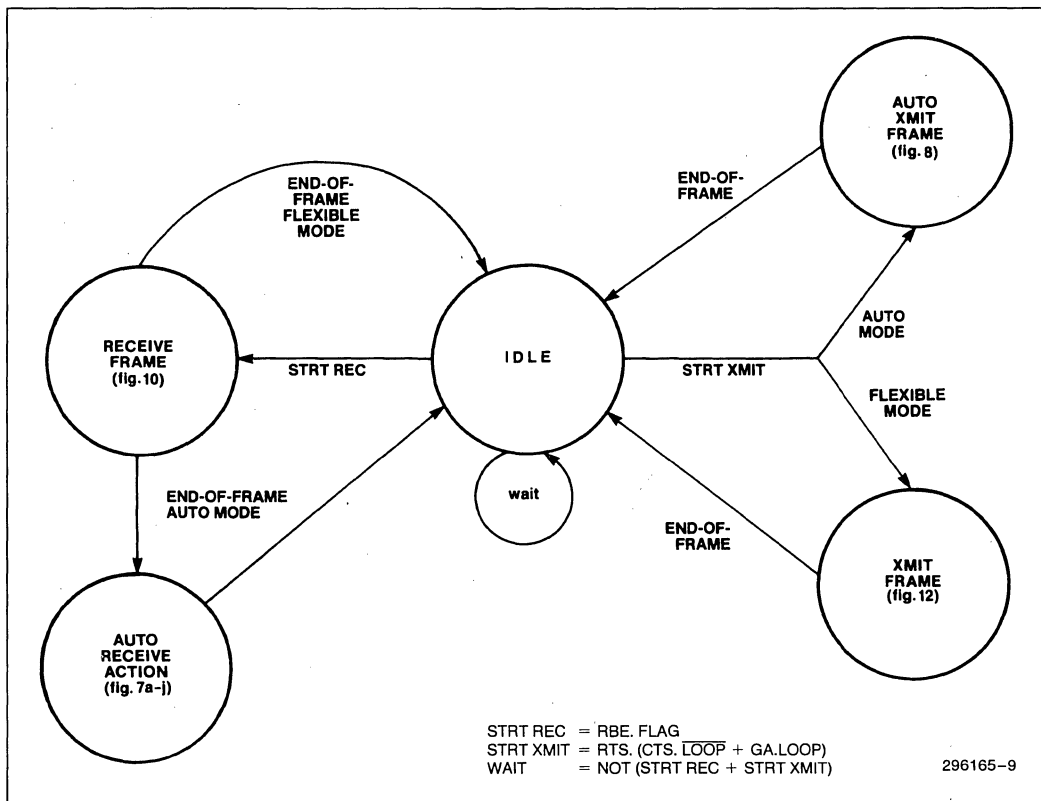 AUTO
XMIT
FRAME
(fig. 8)
END-OF-
FRAME
FLEXIBLE
MODE
END-OF-
FRAME
RECEIVE
FRAME
(fig. 10)
STRT REC
IDLE
STRT XMIT
AUTO
MODE
FLEXIBLE
MODE
END-OF-FRAME
AUTO MODE
wait
END-OF-
FRAME
XMIT
FRAME
(fig. 12)
AUTO
RECEIVE
ACTION
(fig. 7a-j)
STRT REC = RBE. FLAG
STRT XMIT = RTS. (CTS. L̅O̅O̅P̅ + GA.LOOP)
WAIT = NOT (STRT REC + STRT XMIT)
296165-9